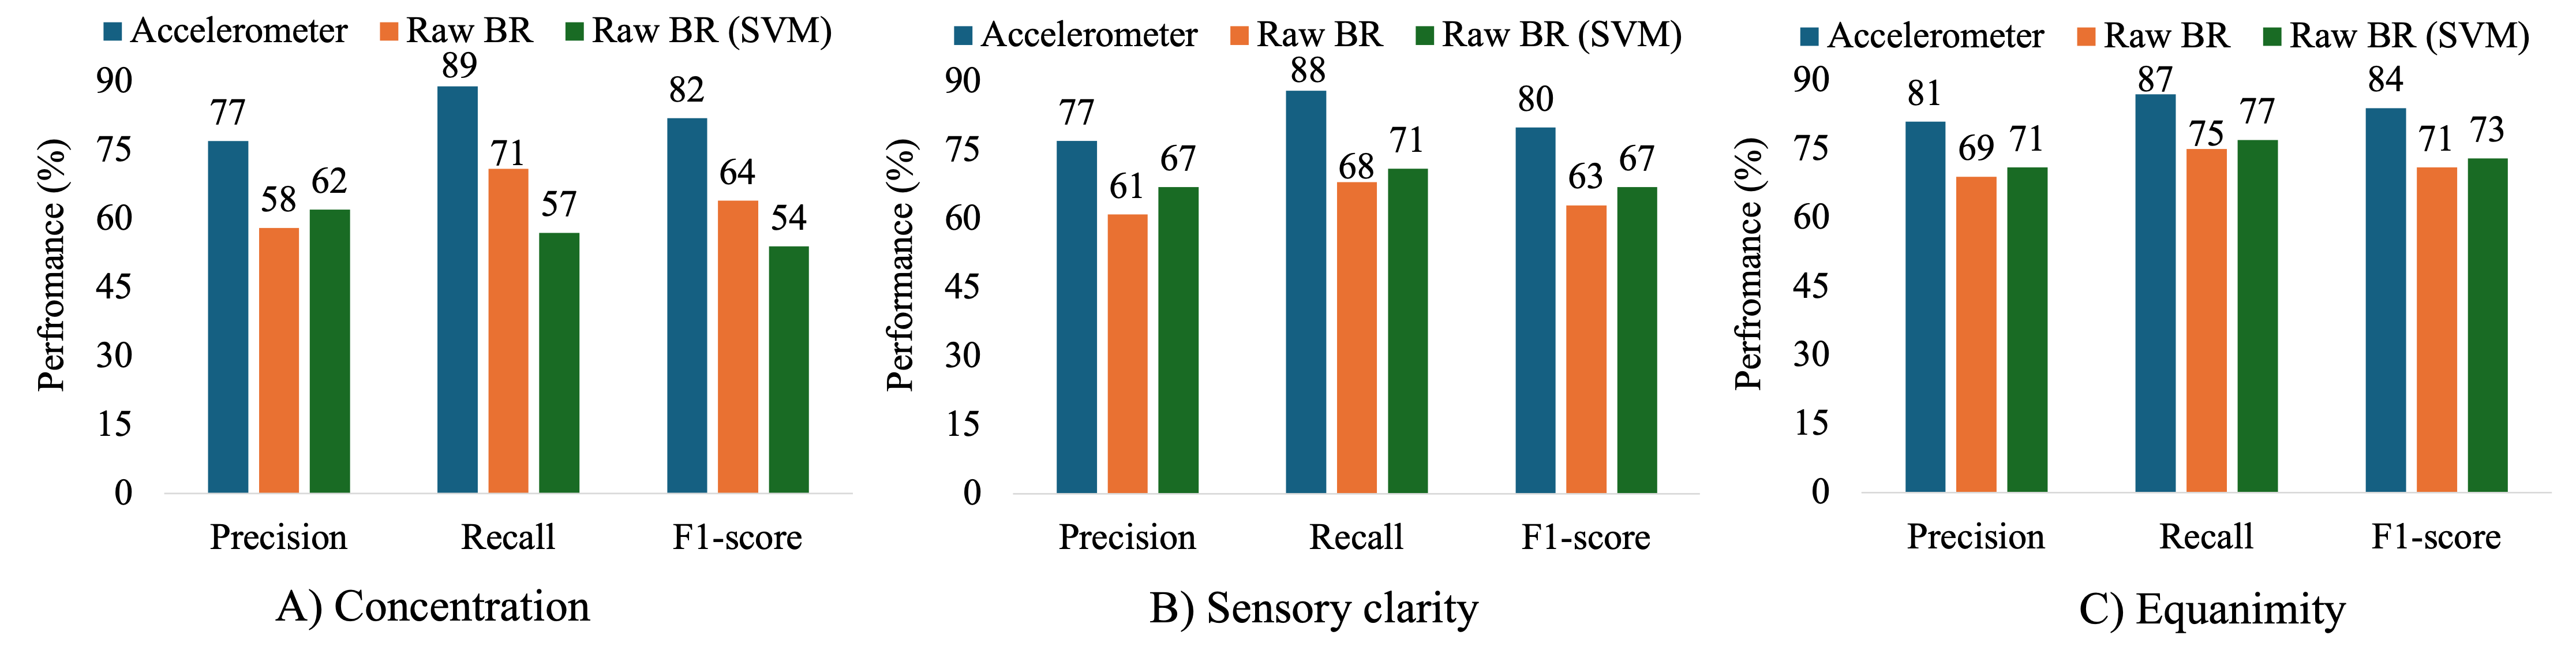 Accelerometer Raw BR Raw BR (SVM)
Perfromance (%)
90
75
60
45
30
15
0
77 58 62
89 71 57
82 64 54
Precision Recall F1-score
A) Concentration
Accelerometer Raw BR Raw BR (SVM)
Performance (%)
90
75
60
45
30
15
0
77 61 67
88 68 71
80 63 67
Precision Recall F1-score
B) Sensory clarity
Accelerometer Raw BR Raw BR (SVM)
Perfromance (%)
90
75
60
45
30
15
0
81 69 71
87 75 77
84 71 73
Precision Recall F1-score
C) Equanimity